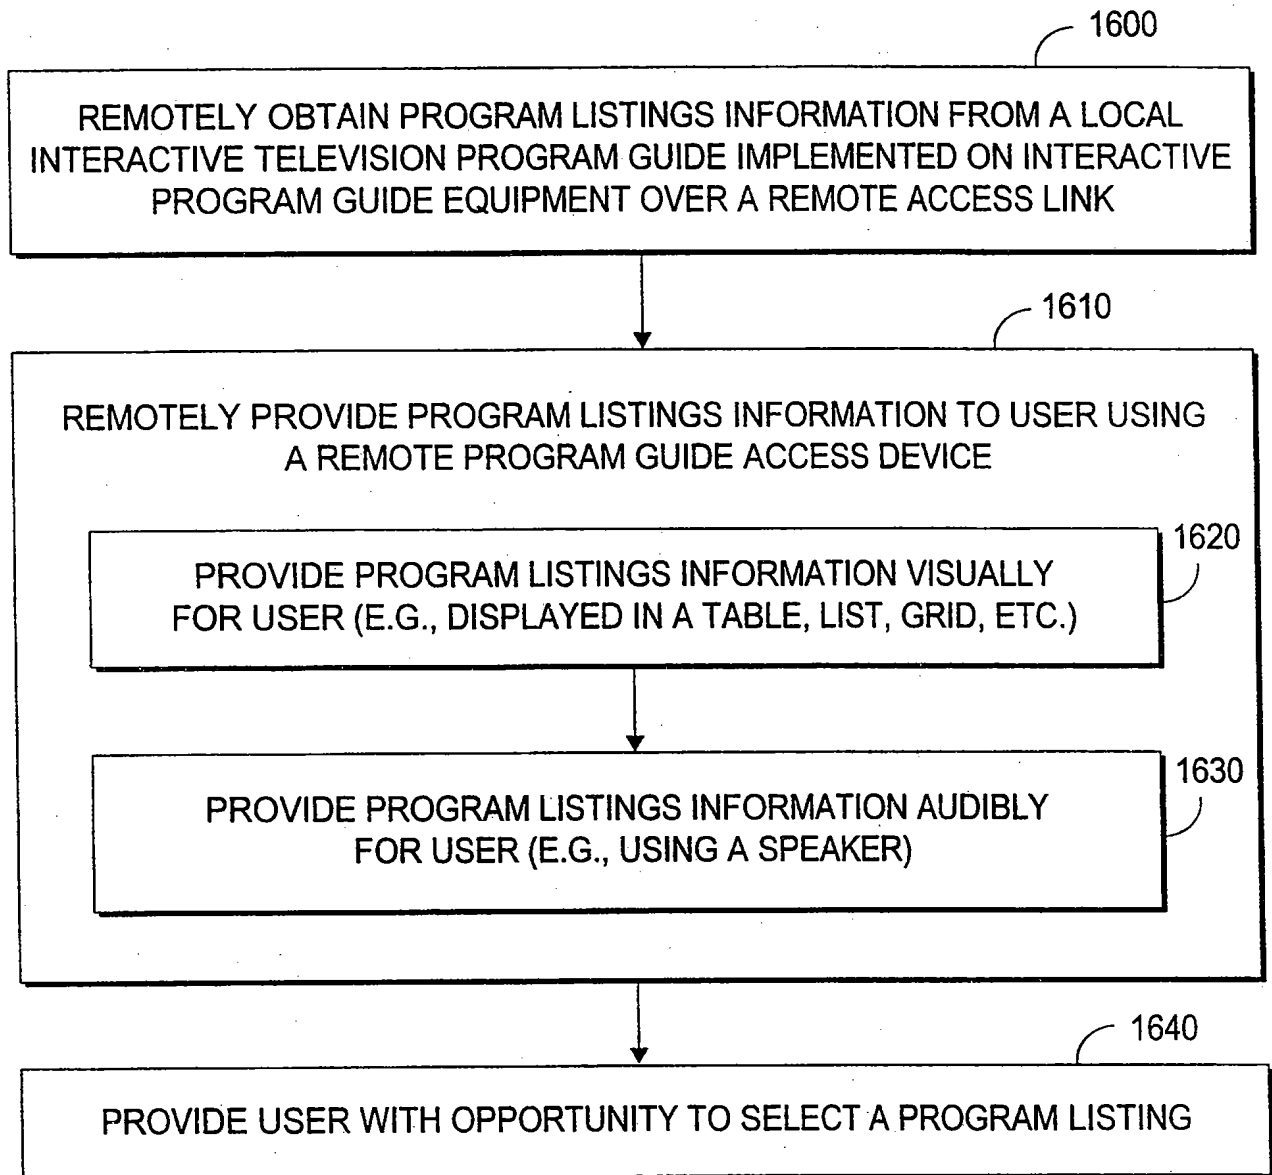 1600
REMOTELY OBTAIN PROGRAM LISTINGS INFORMATION FROM A LOCAL
INTERACTIVE TELEVISION PROGRAM GUIDE IMPLEMENTED ON INTERACTIVE
PROGRAM GUIDE EQUIPMENT OVER A REMOTE ACCESS LINK
1610
REMOTELY PROVIDE PROGRAM LISTINGS INFORMATION TO USER USING
A REMOTE PROGRAM GUIDE ACCESS DEVICE
1620
PROVIDE PROGRAM LISTINGS INFORMATION VISUALLY
FOR USER (E.G., DISPLAYED IN A TABLE, LIST, GRID, ETC.)
1630
PROVIDE PROGRAM LISTINGS INFORMATION AUDIBLY
FOR USER (E.G., USING A SPEAKER)
1640
PROVIDE USER WITH OPPORTUNITY TO SELECT A PROGRAM LISTING